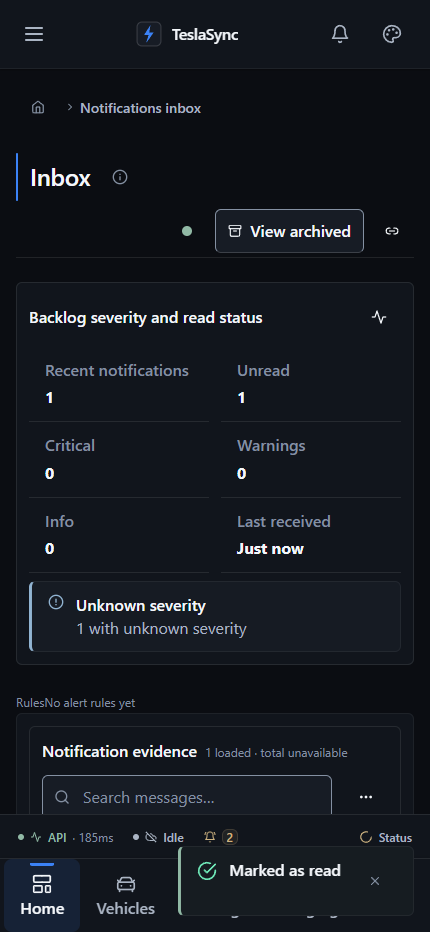 TeslaSync
Notifications inbox
Inbox
View archived
Backlog severity and read status
Recent notifications
1
Unread
1
Critical
0
Warnings
0
Info
0
Last received
Just now
Unknown severity
1 with unknown severity
RulesNo alert rules yet
Notification evidence 1 loaded · total unavailable
Search messages...
API · 185ms Idle 2 Status
Marked as read
Home
Vehicles